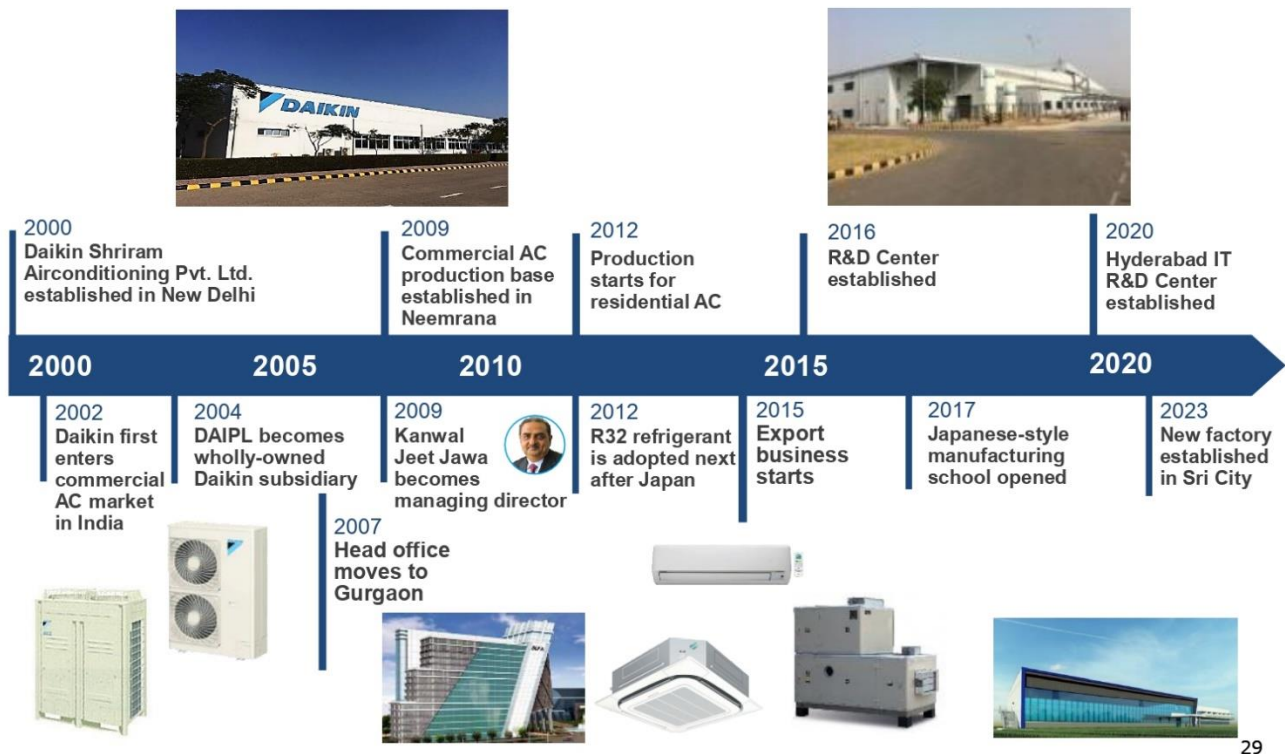 DAIKIN
2000
Daikin Shriram
Airconditioning Pvt. Ltd.
established in New Delhi
2009
Commercial AC
production base
established in
Neemrana
2012
Production
starts for
residential AC
2016
R&D Center
established
2020
Hyderabad IT
R&D Center
established
2000
2005
2010
2015
2020
2002
Daikin first
enters
commercial
AC market
in India
2004
DAIPL becomes
wholly-owned
Daikin subsidiary
2007
Head office
moves to
Gurgaon
2009
Kanwal
Jeet Jawa
becomes
managing director
2012
R32 refrigerant
is adopted next
after Japan
2015
Export
business
starts
2017
Japanese-style
manufacturing
school opened
2023
New factory
established
in Sri City
29